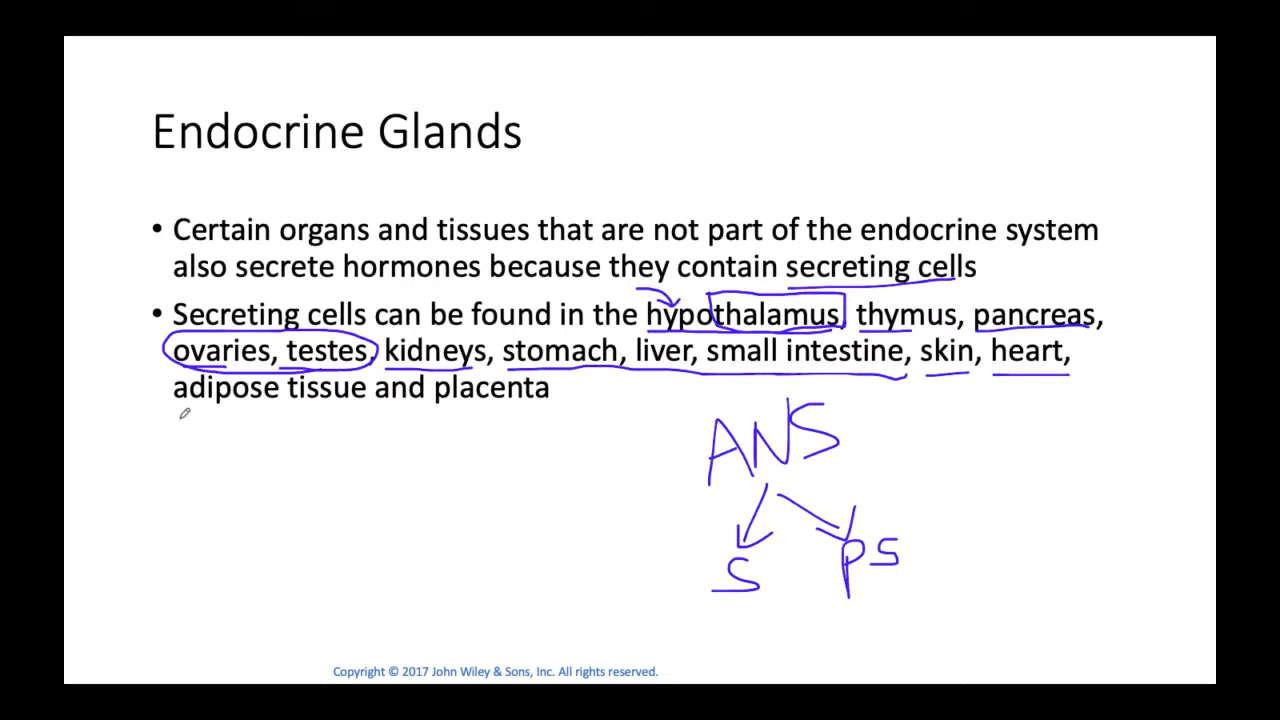 Endocrine Glands
• Certain organs and tissues that are not part of the endocrine system
also secrete hormones because they contain secreting cells
• Secreting cells can be found in the hypothalamus, thymus, pancreas,
ovaries, testes, kidneys, stomach, liver, small intestine, skin, heart,
adipose tissue and placenta
ANS
S PS
Copyright © 2017 John Wiley & Sons, Inc. All rights reserved.